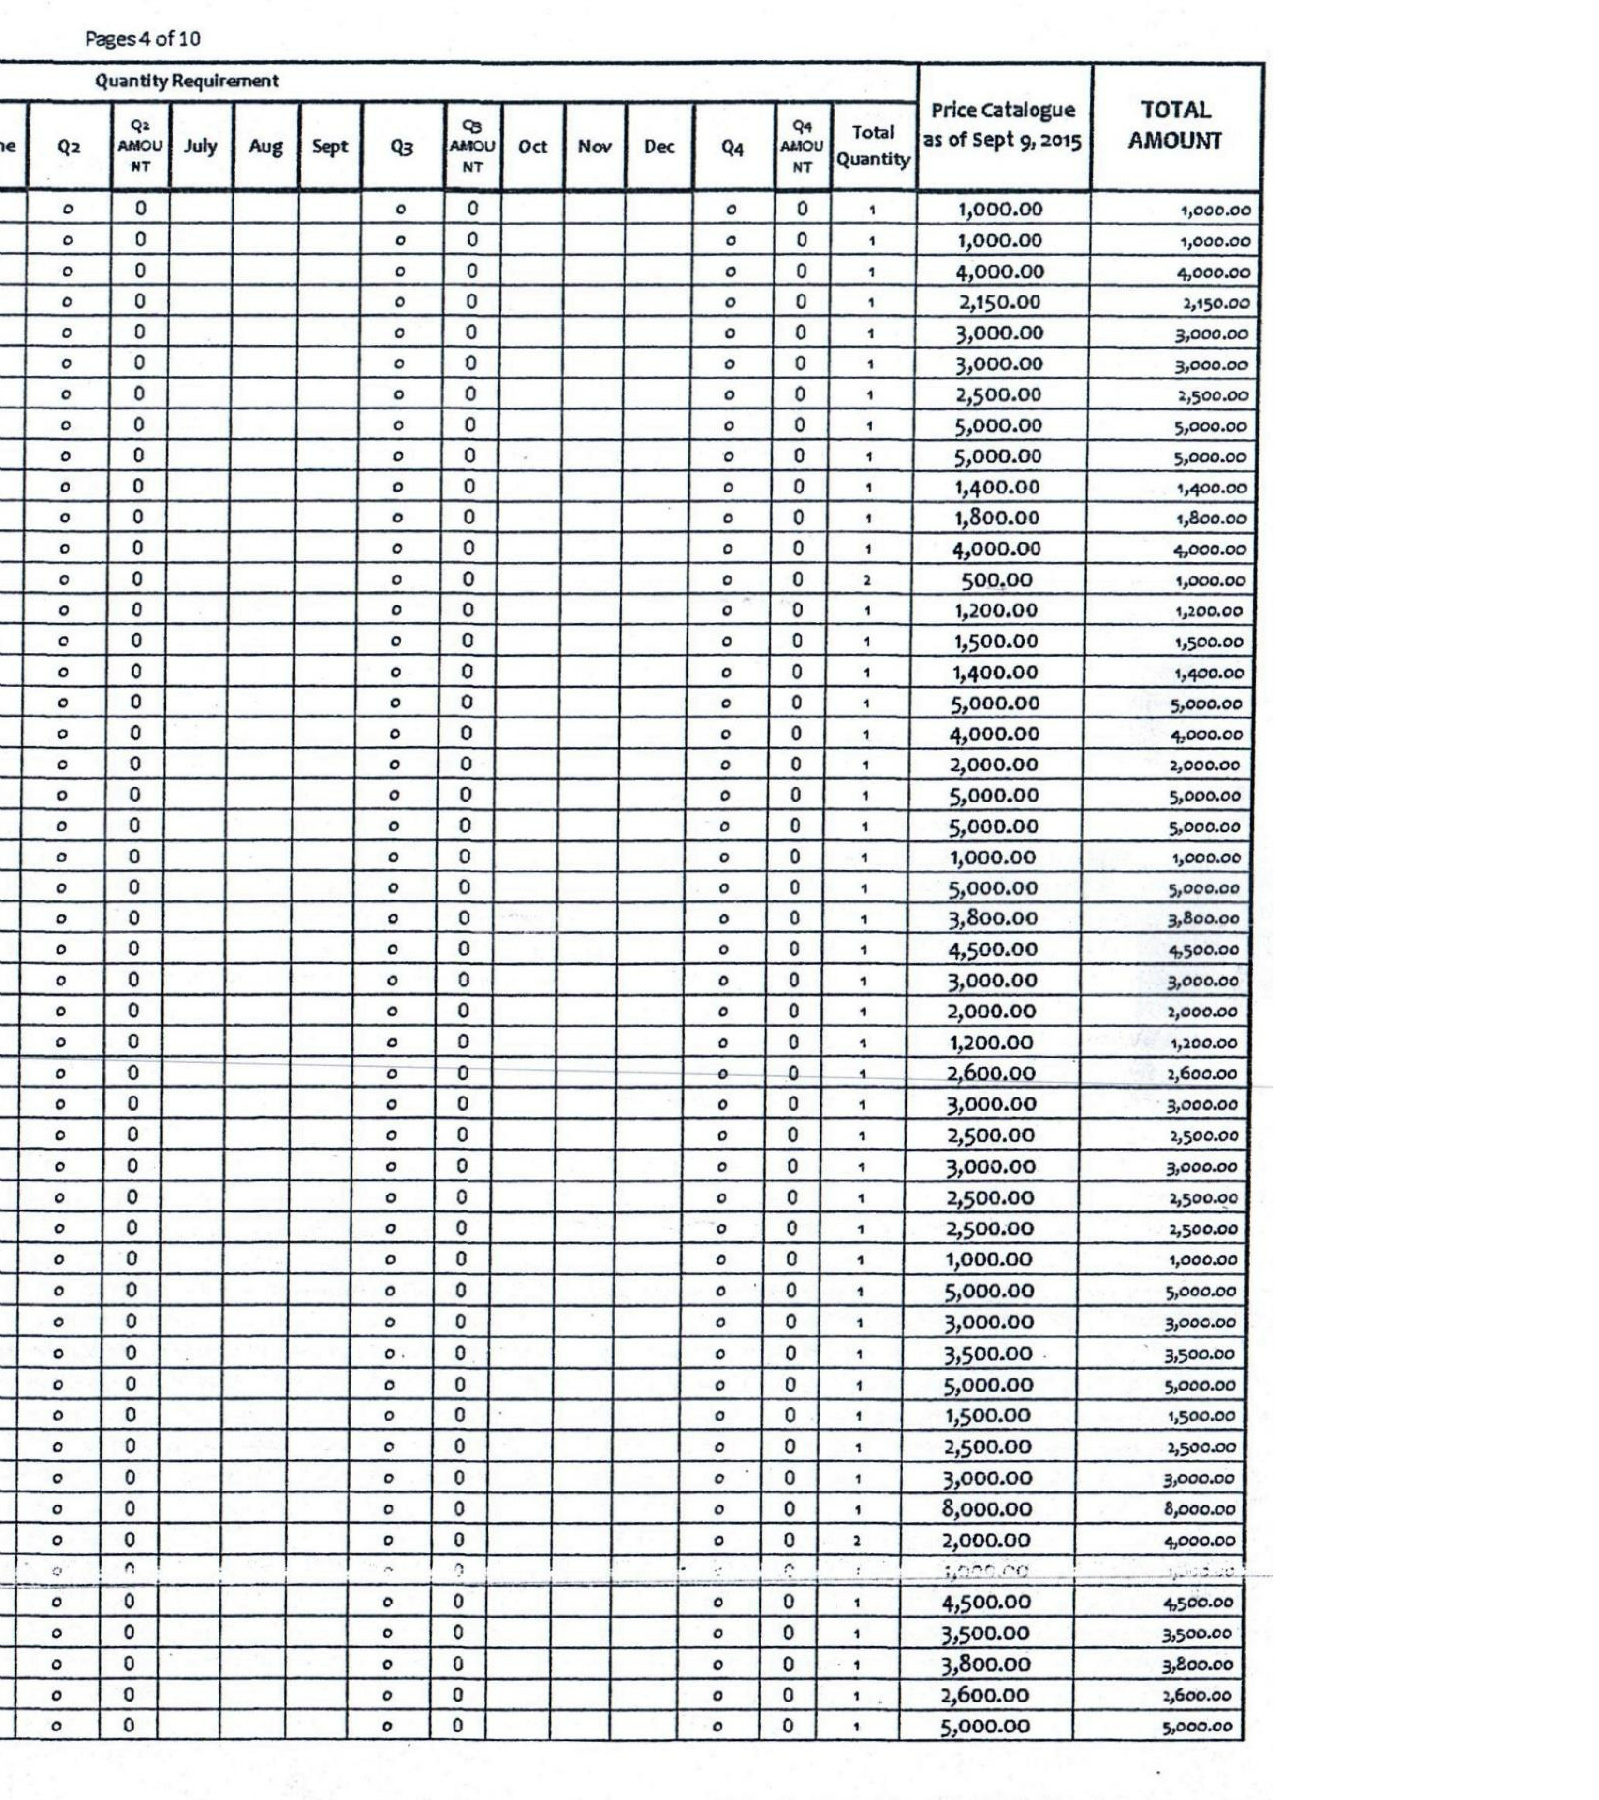 Pages 4 of 10
Quantity Requirement
Price Catalogue as of Sept 9, 2015 TOTAL AMOUNT
Q2 Q2 AMOUNT July Aug Sept Q3 Q3 AMOUNT Oct Nov Dec Q4 Q4 AMOUNT Total Quantity
0 0 0 0 0 0 1 1,000.00 1,000.00
0 0 0 0 0 0 1 1,000.00 1,000.00
0 0 0 0 0 0 1 4,000.00 4,000.00
0 0 0 0 0 0 1 2,150.00 2,150.00
0 0 0 0 0 0 1 3,000.00 3,000.00
0 0 0 0 0 0 1 3,000.00 3,000.00
0 0 0 0 0 0 1 2,500.00 2,500.00
0 0 0 0 0 0 1 5,000.00 5,000.00
0 0 0 0 0 0 1 5,000.00 5,000.00
0 0 0 0 0 0 1 1,400.00 1,400.00
0 0 0 0 0 0 1 1,800.00 1,800.00
0 0 0 0 0 0 1 4,000.00 4,000.00
0 0 0 0 0 0 2 500.00 1,000.00
0 0 0 0 0 0 1 1,200.00 1,200.00
0 0 0 0 0 0 1 1,500.00 1,500.00
0 0 0 0 0 0 1 1,400.00 1,400.00
0 0 0 0 0 0 1 5,000.00 5,000.00
0 0 0 0 0 0 1 4,000.00 4,000.00
0 0 0 0 0 0 1 2,000.00 2,000.00
0 0 0 0 0 0 1 5,000.00 5,000.00
0 0 0 0 0 0 1 5,000.00 5,000.00
0 0 0 0 0 0 1 1,000.00 1,000.00
0 0 0 0 0 0 1 5,000.00 5,000.00
0 0 0 0 0 0 1 3,800.00 3,800.00
0 0 0 0 0 0 1 4,500.00 4,500.00
0 0 0 0 0 0 1 3,000.00 3,000.00
0 0 0 0 0 0 1 2,000.00 2,000.00
0 0 0 0 0 0 1 1,200.00 1,200.00
0 0 0 0 0 0 1 2,600.00 2,600.00
0 0 0 0 0 0 1 3,000.00 3,000.00
0 0 0 0 0 0 1 2,500.00 2,500.00
0 0 0 0 0 0 1 3,000.00 3,000.00
0 0 0 0 0 0 1 2,500.00 2,500.00
0 0 0 0 0 0 1 2,500.00 2,500.00
0 0 0 0 0 0 1 1,000.00 1,000.00
0 0 0 0 0 0 1 5,000.00 5,000.00
0 0 0 0 0 0 1 3,000.00 3,000.00
0 0 0 0 0 0 1 3,500.00 3,500.00
0 0 0 0 0 0 1 5,000.00 5,000.00
0 0 0 0 0 0 1 1,500.00 1,500.00
0 0 0 0 0 0 1 2,500.00 2,500.00
0 0 0 0 0 0 1 3,000.00 3,000.00
0 0 0 0 0 0 1 8,000.00 8,000.00
0 0 0 0 0 0 2 2,000.00 4,000.00
0 0 0 0 0 0 1 4,500.00 4,500.00
0 0 0 0 0 0 1 3,500.00 3,500.00
0 0 0 0 0 0 1 3,800.00 3,800.00
0 0 0 0 0 0 1 2,600.00 2,600.00
0 0 0 0 0 0 1 5,000.00 5,000.00